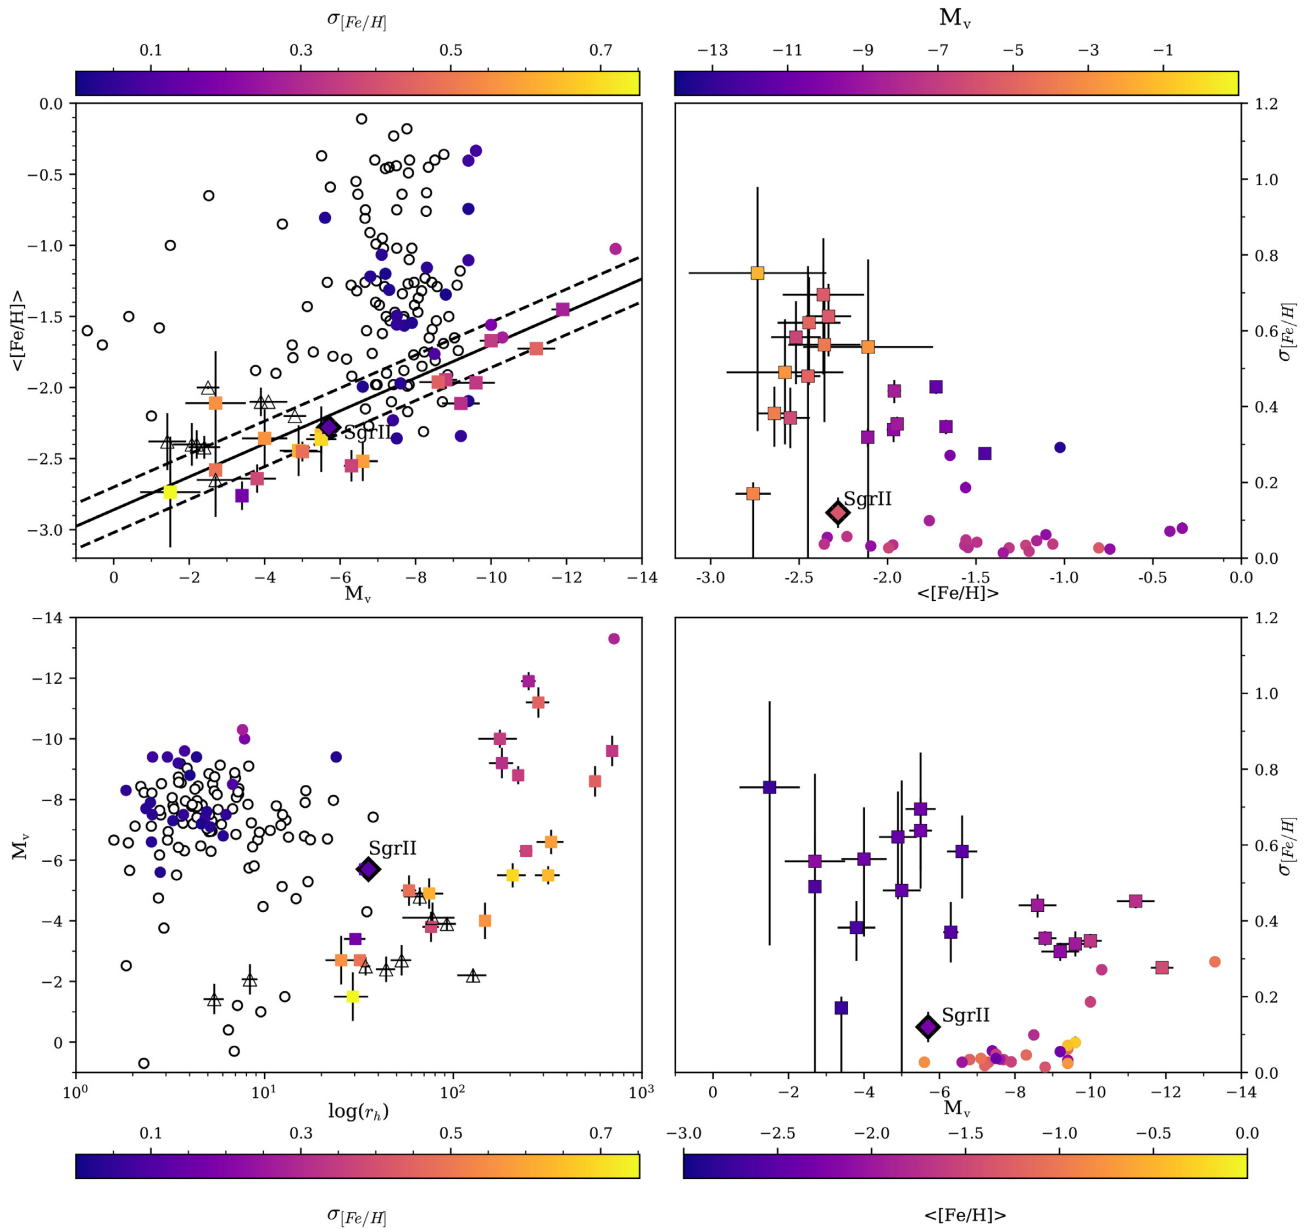 σ[Fe/H]
Mv
0.1 0.3 0.5 0.7
−13 −11 −9 −7 −5 −3 −1
0.0
−0.5
−1.0
−1.5
−2.0
−2.5
−3.0
<[Fe/H]>
SgrII
0 −2 −4 −6 −8 −10 −12 −14
Mv
1.2
1.0
0.8
0.6
0.4
0.2
0.0
σ[Fe/H]
SgrII
-3.0 -2.5 -2.0 -1.5 -1.0 -0.5 0.0
<[Fe/H]>
−14
−12
−10
−8
−6
−4
−2
0
Mv
SgrII
10⁰ 10¹ 10² 10³
log(rh)
1.2
1.0
0.8
0.6
0.4
0.2
0.0
σ[Fe/H]
SgrII
0 −2 −4 −6 −8 −10 −12 −14
Mv
0.1 0.3 0.5 0.7
−3.0 −2.5 −2.0 −1.5 −1.0 −0.5 0.0
σ[Fe/H]
<[Fe/H]>